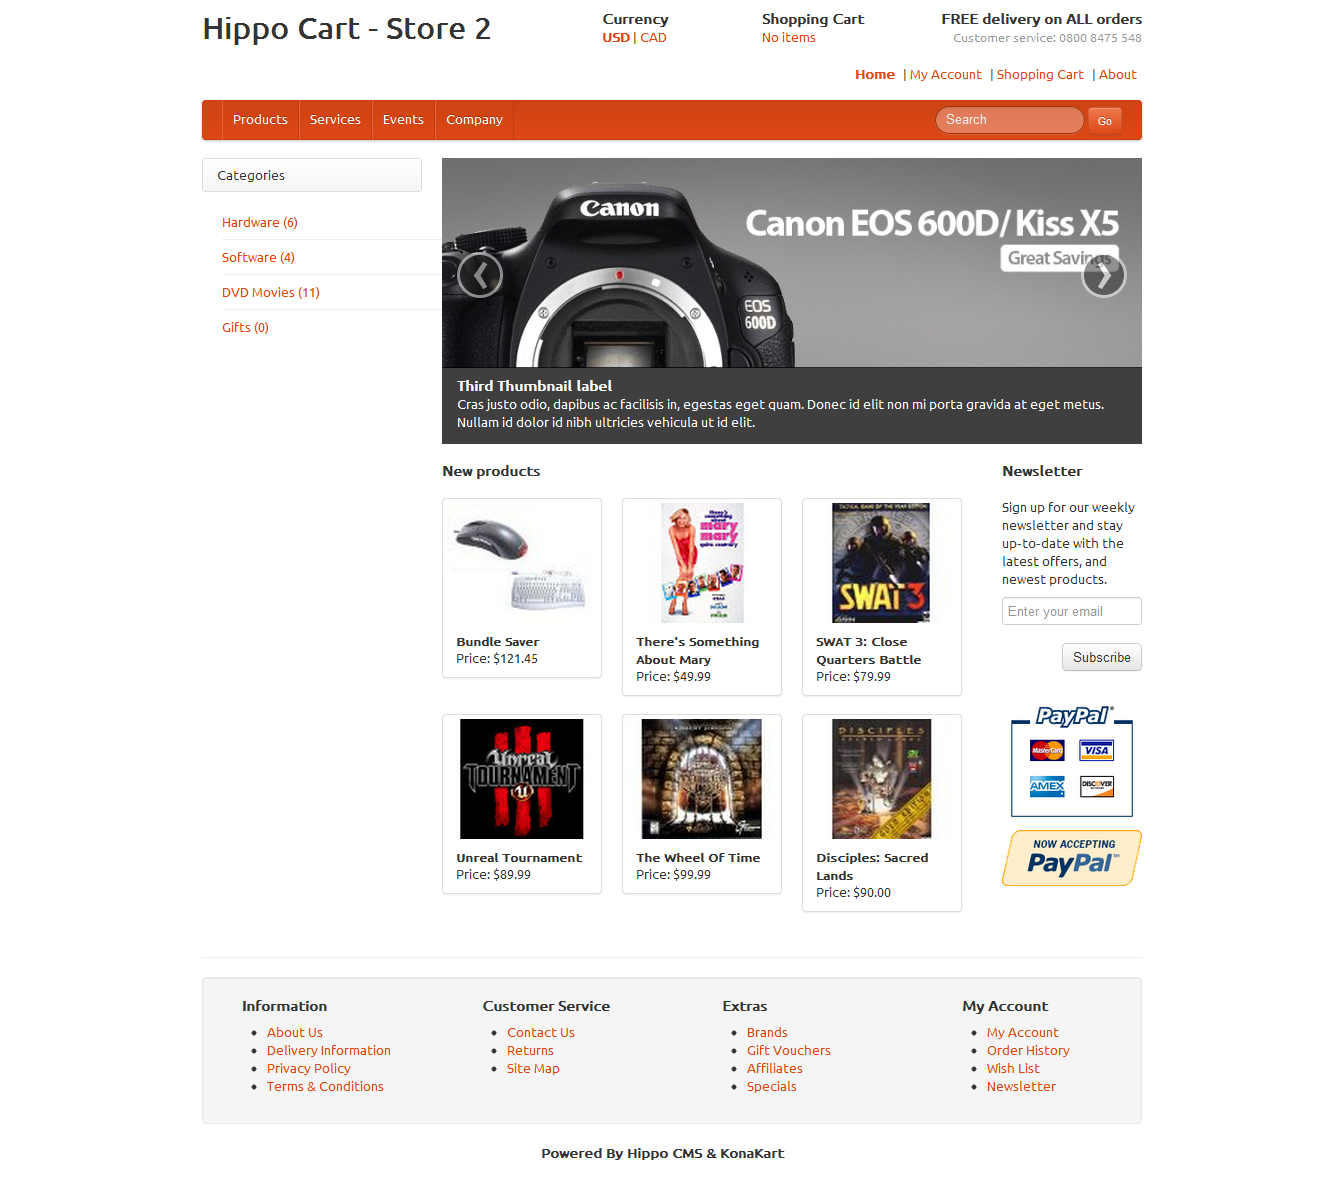 Hippo Cart - Store 2
Currency
USD | CAD
Shopping Cart
No items
FREE delivery on ALL orders
Customer service: 0800 8475 548
Home | My Account | Shopping Cart | About
Products Services Events Company Search Go
Categories
Hardware (6)
Software (4)
DVD Movies (11)
Gifts (0)
Canon
Canon EOS 600D/ Kiss X5
Great Savings
EOS
600D
Third Thumbnail label
Cras justo odio, dapibus ac facilisis in, egestas eget quam. Donec id elit non mi porta gravida at eget metus.
Nullam id dolor id nibh ultricies vehicula ut id elit.
New products
Bundle Saver
Price: $121.45
There's Something
About Mary
Price: $49.99
SWAT 3
SWAT 3: Close
Quarters Battle
Price: $79.99
Unreal
TOURNAMENT
Unreal Tournament
Price: $89.99
The Wheel Of Time
Price: $99.99
DISCIPLES
Disciples: Sacred
Lands
Price: $90.00
Newsletter
Sign up for our weekly
newsletter and stay
up-to-date with the
latest offers, and
newest products.
Enter your email
Subscribe
PayPal
MasterCard VISA
AMEX DISCOVER
NOW ACCEPTING
PayPal
Information
About Us
Delivery Information
Privacy Policy
Terms & Conditions
Customer Service
Contact Us
Returns
Site Map
Extras
Brands
Gift Vouchers
Affiliates
Specials
My Account
My Account
Order History
Wish List
Newsletter
Powered By Hippo CMS & KonaKart